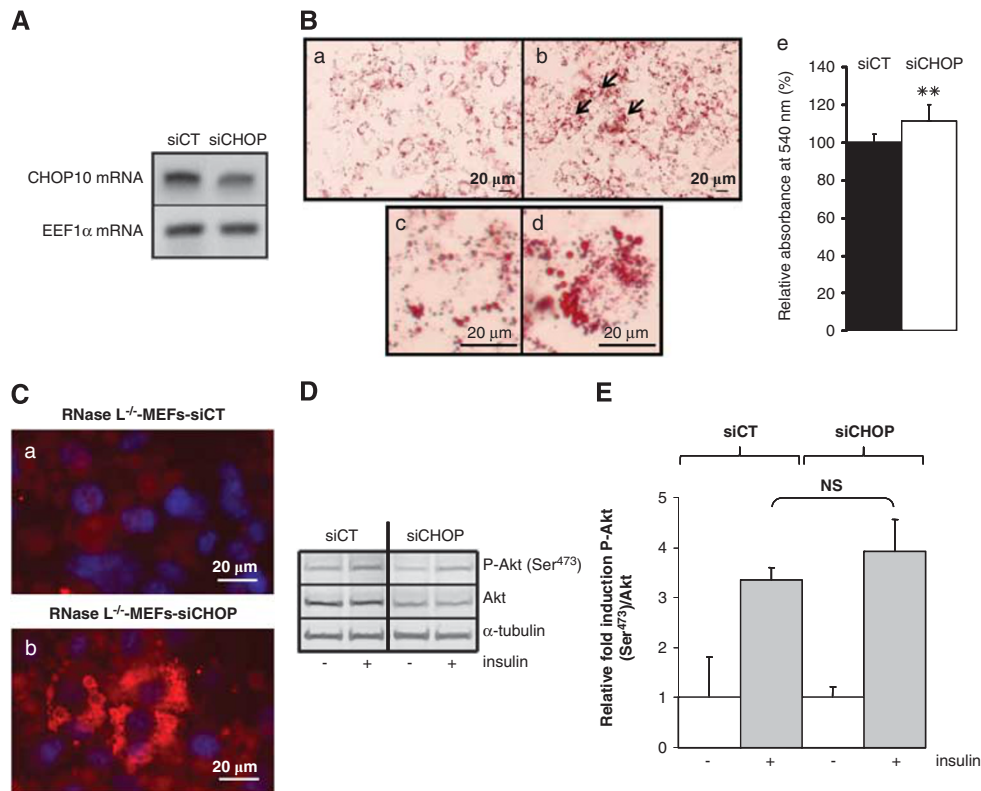 A
siCT siCHOP
CHOP10 mRNA
EEF1α mRNA
B
a
20 μm
b
20 μm
c
20 μm
d
20 μm
e
siCT siCHOP
**
Relative absorbance at 540 nm (%)
140
120
100
80
60
40
20
0
C
RNase L-/--MEFs-siCT
a
20 μm
RNase L-/--MEFs-siCHOP
b
20 μm
D
siCT siCHOP
P-Akt (Ser473)
Akt
α-tubulin
- + - + insulin
E
siCT siCHOP
NS
Relative fold induction P-Akt
(Ser473)/Akt
5
4
3
2
1
0
- + - + insulin